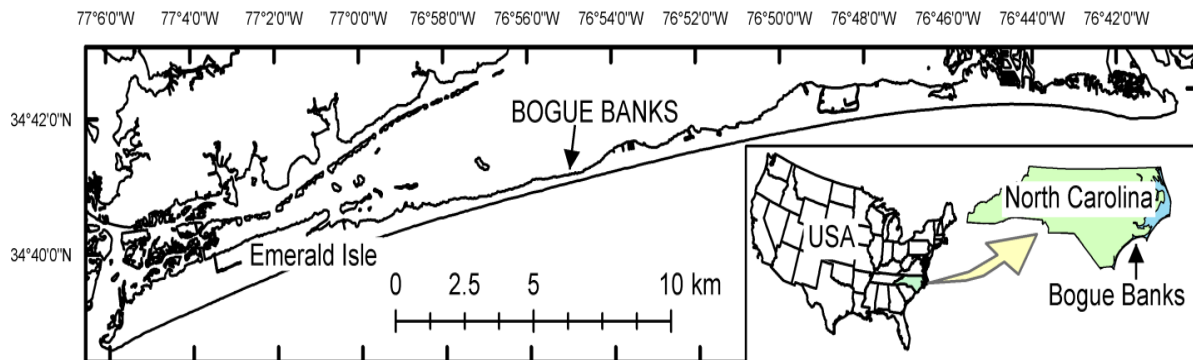 77°60'0"W 77°40'0"W 77°20'0"W 77°0'0"W 76°58'0"W 76°56'0"W 76°54'0"W 76°52'0"W 76°50'0"W 76°48'0"W 76°46'0"W 76°44'0"W 76°42'0"W
34°42'0"N
BOGUE BANKS
North Carolina
USA
34°40'0"N
Emerald Isle
0 2.5 5 10 km
Bogue Banks